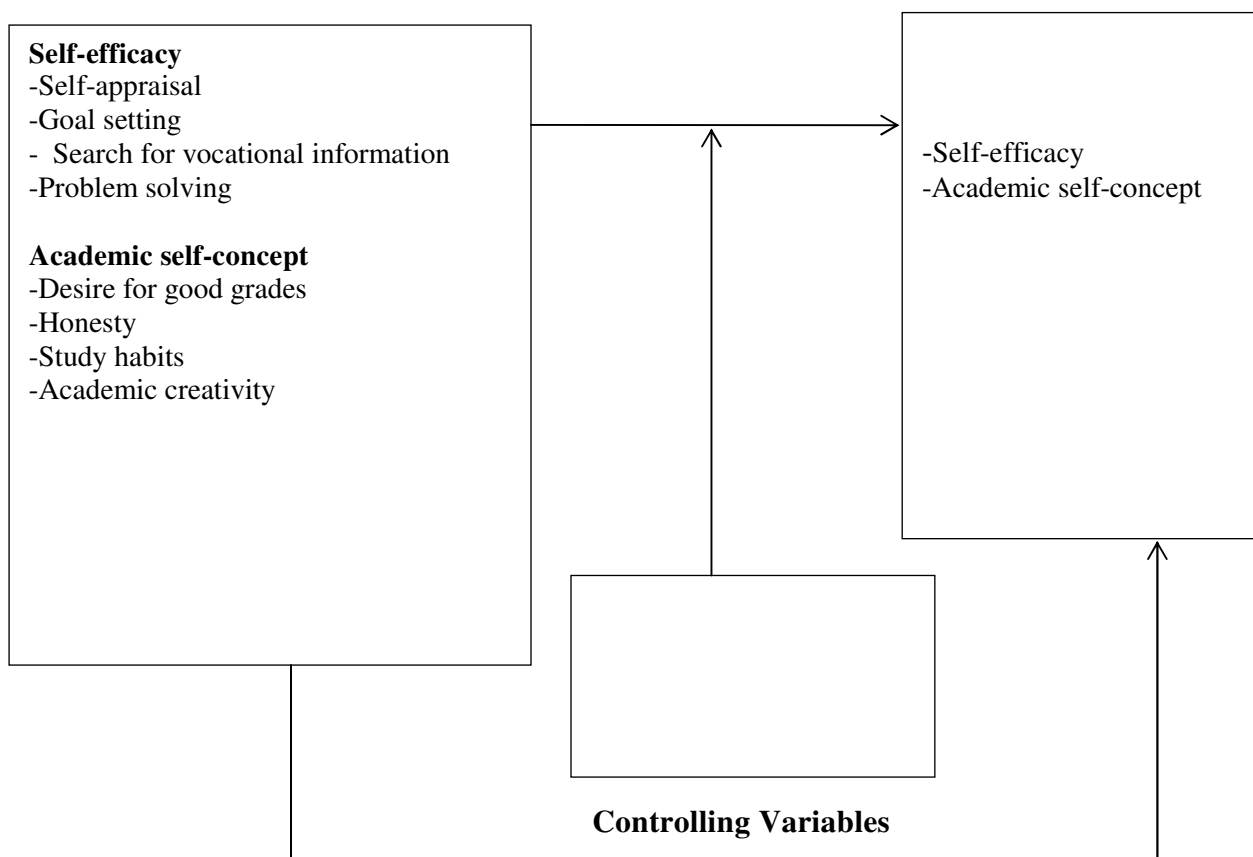 Self-efficacy
-Self-appraisal
-Goal setting
-  Search for vocational information
-Problem solving
Academic self-concept
-Desire for good grades
-Honesty
-Study habits
-Academic creativity
-Self-efficacy
-Academic self-concept
Controlling Variables